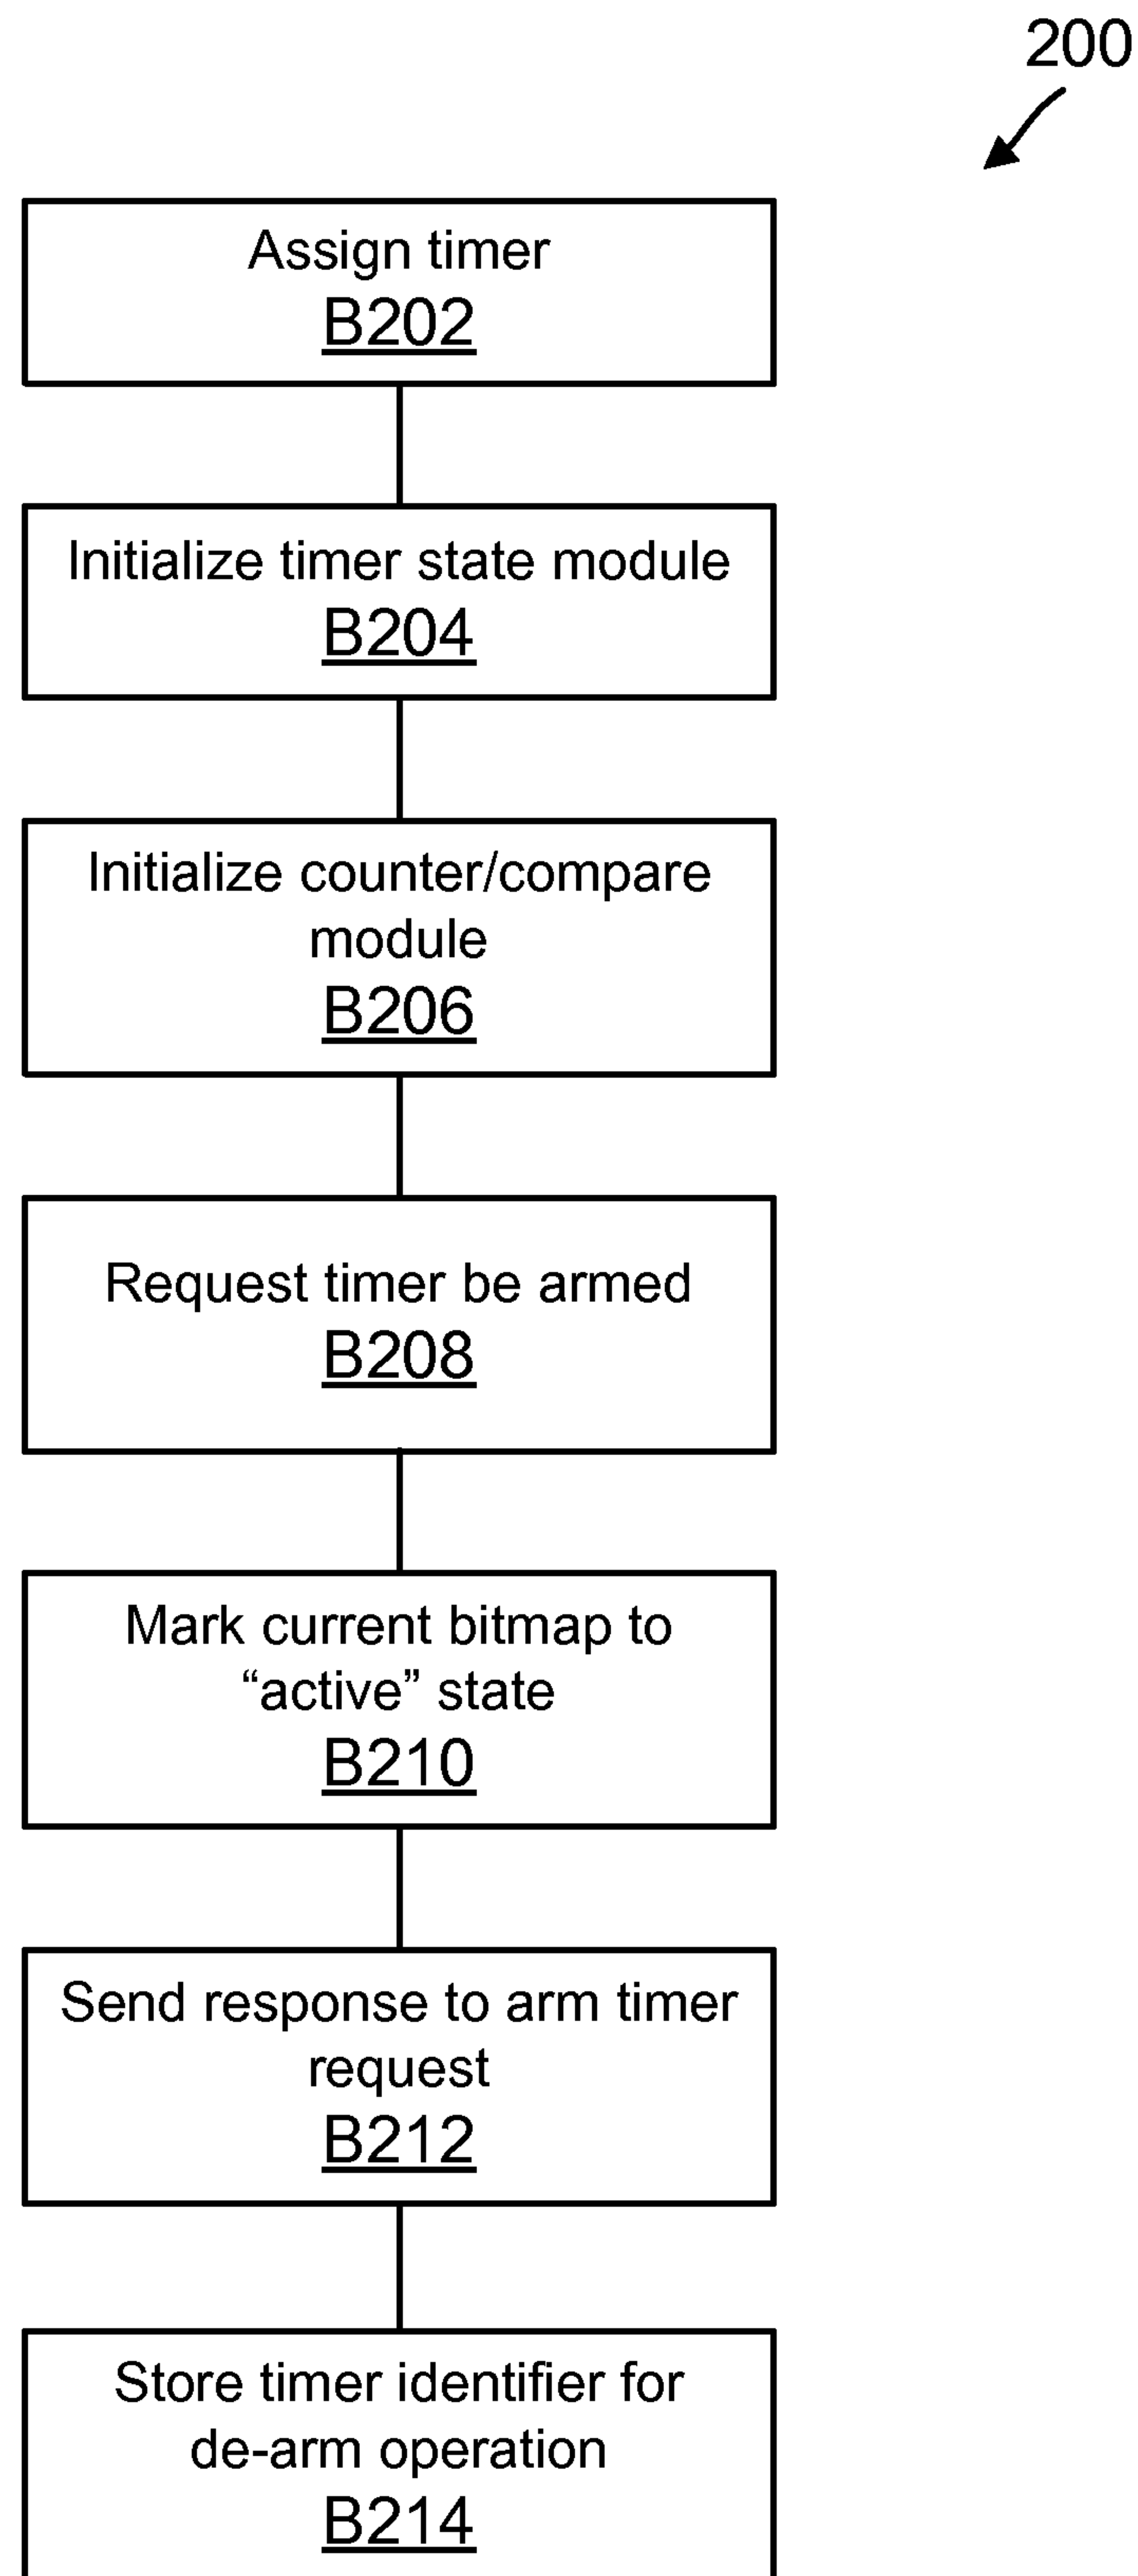 200
Assign timer
B202
Initialize timer state module
B204
Initialize counter/compare
module
B206
Request timer be armed
B208
Mark current bitmap to
“active” state
B210
Send response to arm timer
request
B212
Store timer identifier for
de-arm operation
B214